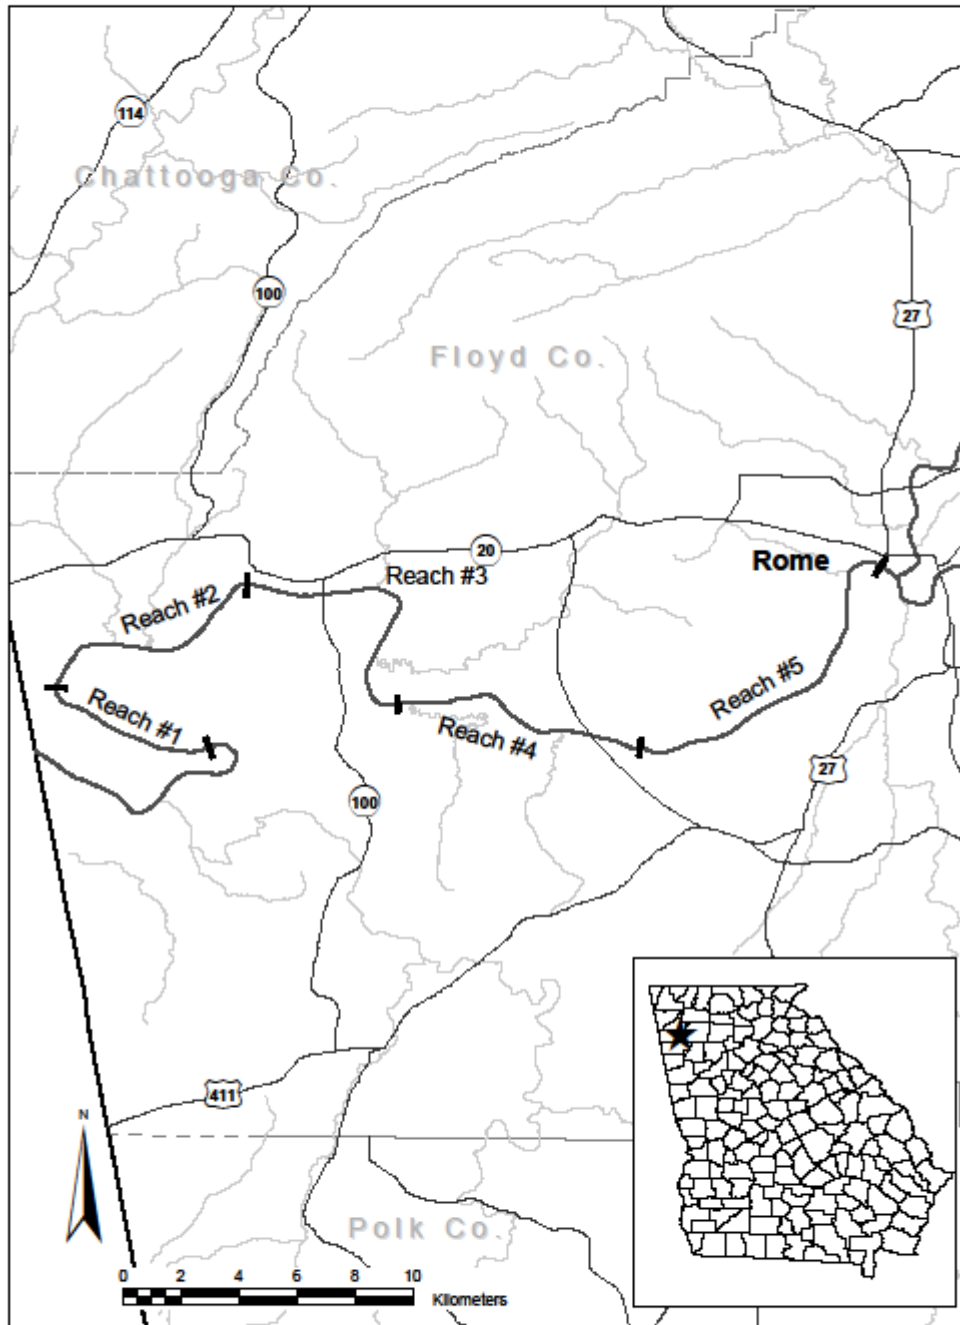 114
Chattooga Co.
100
27
Floyd Co.
20
Rome
Reach #3
Reach #2
Reach #5
Reach #1
Reach #4
27
100
411
N
Polk Co.
0 2 4 6 8 10
Kilometers